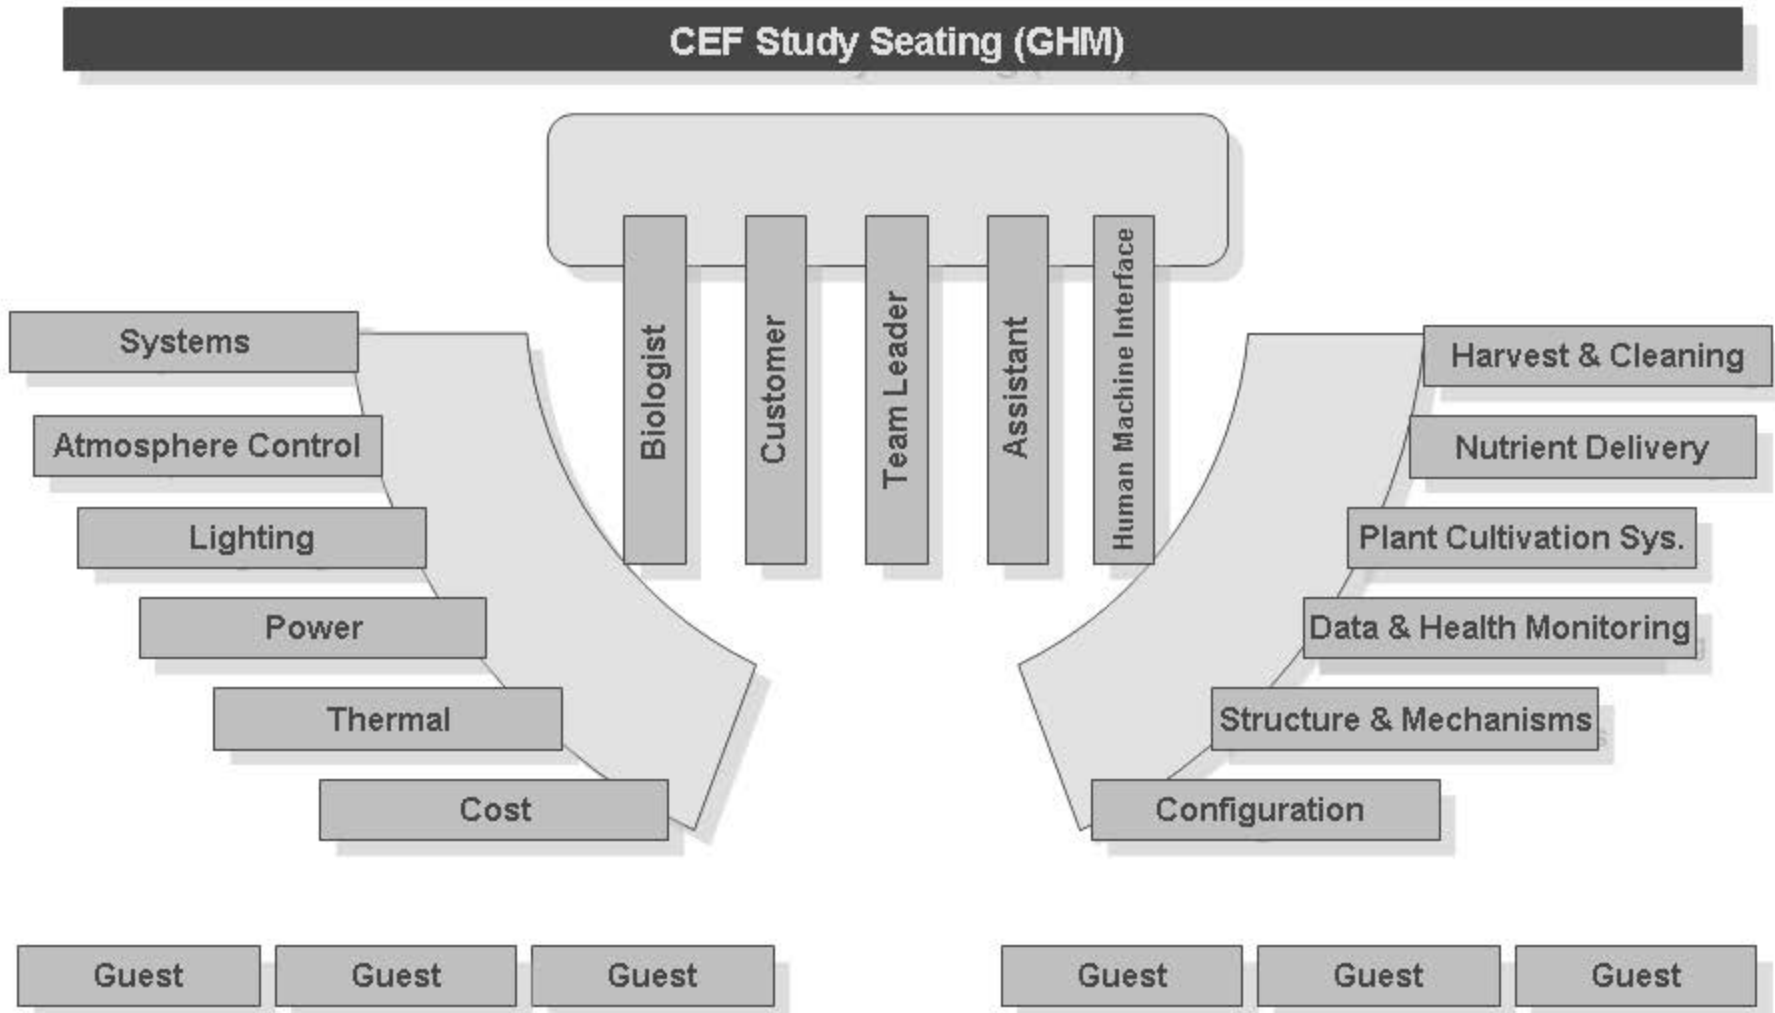 CEF Study Seating (GHM)
Biologist
Customer
Team Leader
Assistant
Human Machine Interface
Systems
Atmosphere Control
Lighting
Power
Thermal
Cost
Harvest & Cleaning
Nutrient Delivery
Plant Cultivation Sys.
Data & Health Monitoring
Structure & Mechanisms
Configuration
Guest
Guest
Guest
Guest
Guest
Guest